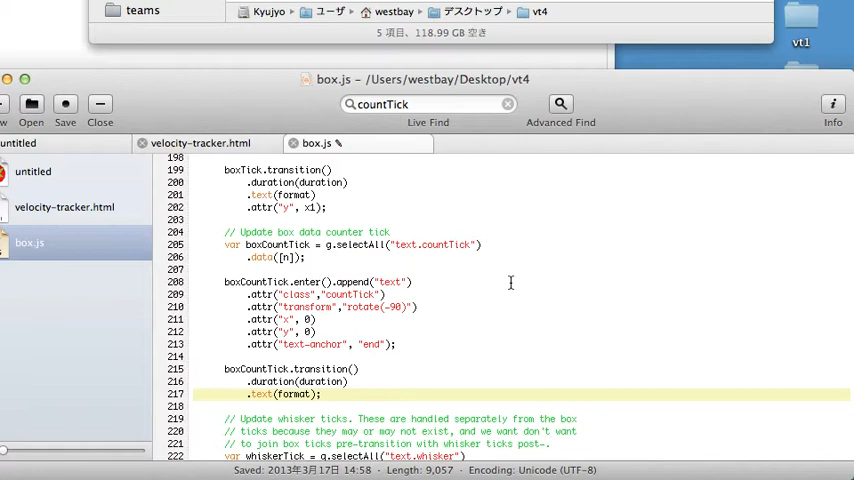 teams
Kyujyo ▸ ユーザ ▸ westbay ▸ デスクトップ ▸ vt4
5 項目、118.99 GB 空き
vt1
box.js – /Users/westbay/Desktop/vt4
countTick
Open Save Close Live Find Advanced Find Info
untitled velocity-tracker.html box.js ✎
untitled
velocity-tracker.html
box.js
198
199 boxTick.transition()
200 .duration(duration)
201 .text(format)
202 .attr("y", x1);
203
204 // Update box data counter tick
205 var boxCountTick = g.selectAll("text.countTick")
206 .data([n]);
207
208 boxCountTick.enter().append("text")
209 .attr("class","countTick")
210 .attr("transform","rotate(-90)")
211 .attr("x", 0)
212 .attr("y", 0)
213 .attr("text-anchor", "end");
214
215 boxCountTick.transition()
216 .duration(duration)
217 .text(format);
218
219 // Update whisker ticks. These are handled separately from the box
220 // ticks because they may or may not exist, and we want don't want
221 // to join box ticks pre-transition with whisker ticks post-.
222 var whiskerTick = g.selectAll("text.whisker")
Saved: 2013年3月17日 14:58 Length: 9,057 Encoding: Unicode (UTF-8)